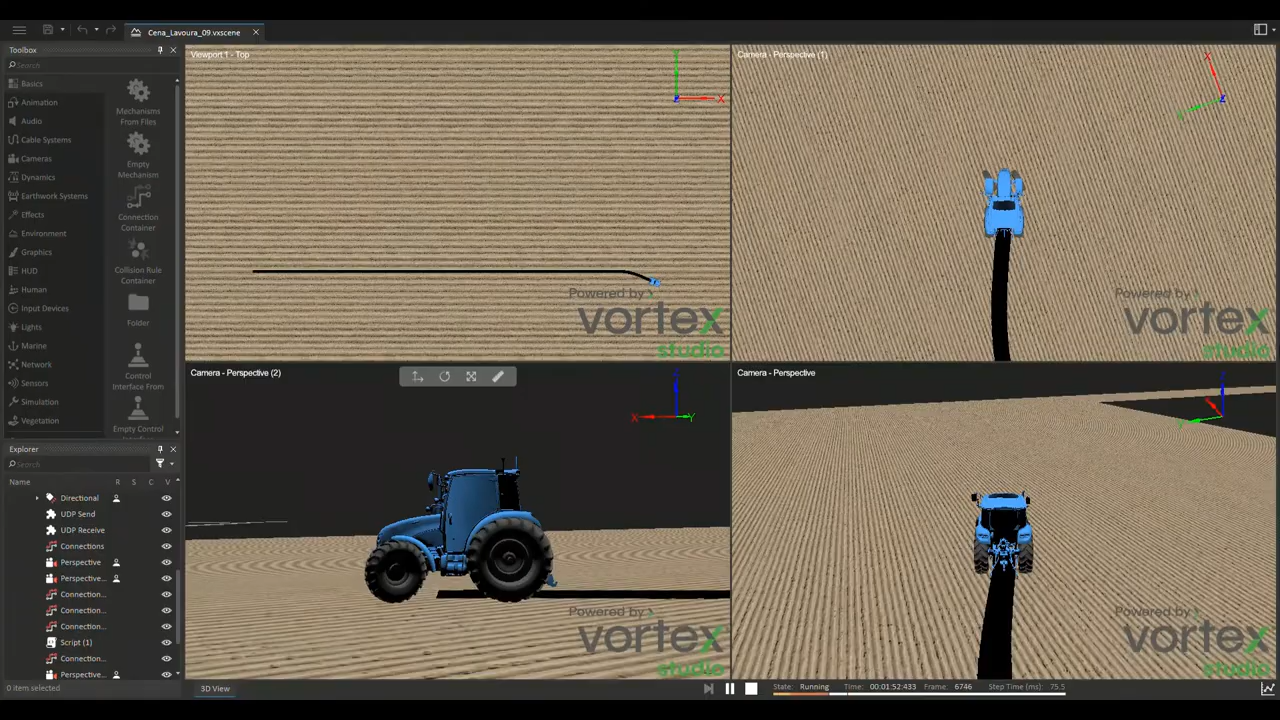 Cena_Lavoura_09.vxscene
Toolbox
Search
Basics
Animation
Audio
Cable Systems
Cameras
Dynamics
Earthwork Systems
Effects
Environment
Graphics
HUD
Human
Input Devices
Lights
Marine
Network
Sensors
Simulation
Vegetation
Mechanisms
From Files
Empty
Mechanism
Connection
Container
Collision Rule
Container
Folder
Control
Interface From
Empty Control
Explorer
Search
Name R S C V
Directional
UDP Send
UDP Receive
Connections
Perspective
Perspective...
Connection...
Connection...
Connection...
Script (1)
Connection...
Perspective...
0 item selected
Viewport 1 - Top
Y
X
Z
Powered by
vortex
studio
Camera - Perspective (1)
X
Z
Y
Powered by
vortex
studio
Camera - Perspective (2)
Z
X
Y
Powered by
vortex
studio
Camera - Perspective
Z
X
Y
Powered by
vortex
studio
3D View
State: Running Time: 00:01:52:433 Frame: 6746 Step Time (ms): 75.5